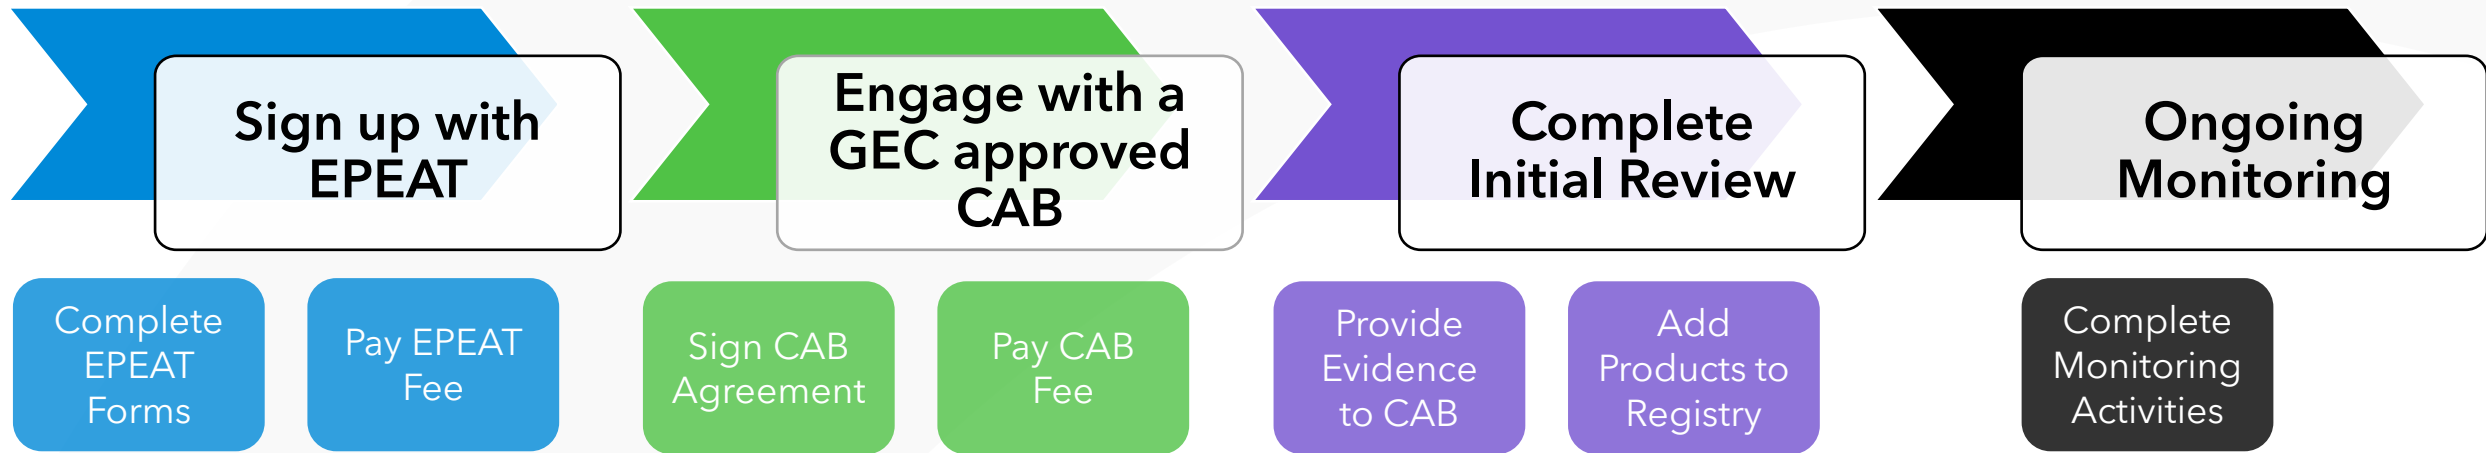 Sign up with
EPEAT
Engage with a
GEC approved
CAB
Complete
Initial Review
Ongoing
Monitoring
Complete
EPEAT
Forms
Pay EPEAT
Fee
Sign CAB
Agreement
Pay CAB
Fee
Provide
Evidence
to CAB
Add
Products to
Registry
Complete
Monitoring
Activities